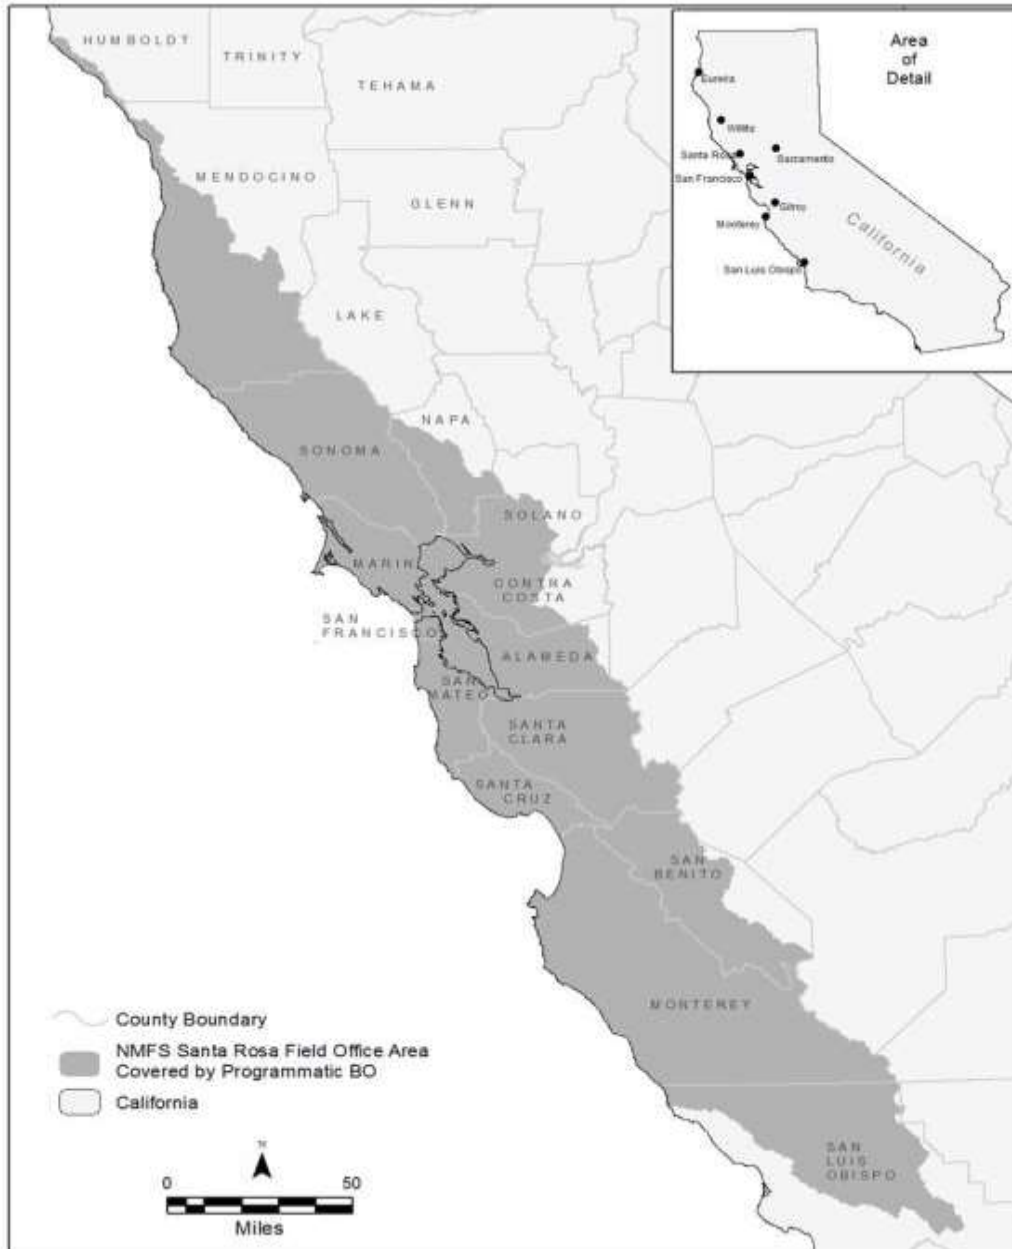 HUMBOLDT
TRINITY
TEHAMA
MENDOCINO
GLENN
LAKE
NAPA
SONOMA
SOLANO
MARIN
CONTRA
COSTA
SAN
FRANCISCO
ALAMEDA
SAN
MATEO
SANTA
CLARA
SANTA
CRUZ
SAN
BENITO
MONTEREY
SAN
LUIS
OBISPO
Area
of
Detail
Eureka
Willits
Santa Rosa
Sacramento
San Francisco
Gilroy
Monterey
San Luis Obispo
California
County Boundary
NMFS Santa Rosa Field Office Area
Covered by Programmatic BO
California
N
0 50
Miles